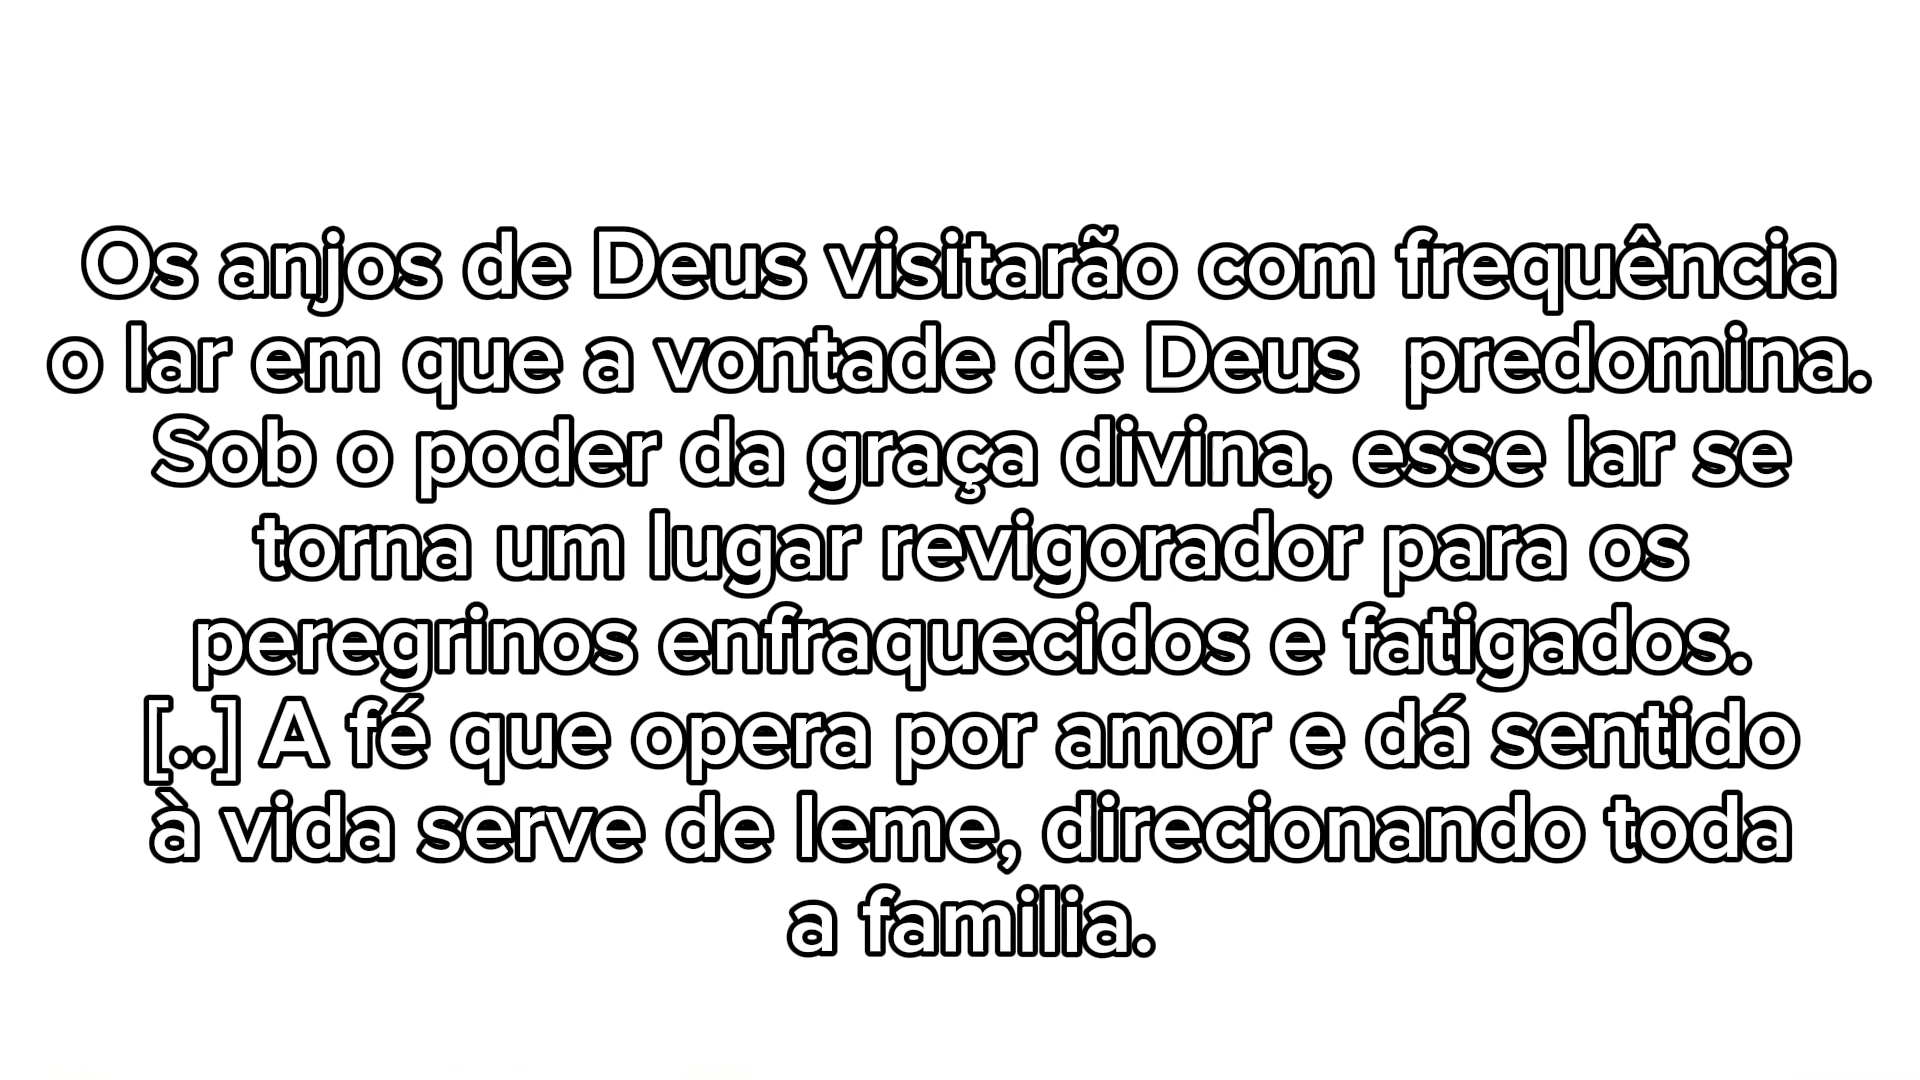 Os anjos de Deus visitarão com frequência
o lar em que a vontade de Deus  predomina.
Sob o poder da graça divina, esse lar se
torna um lugar revigorador para os
peregrinos enfraquecidos e fatigados.
[..] A fé que opera por amor e dá sentido
à vida serve de leme, direcionando toda
a familia.